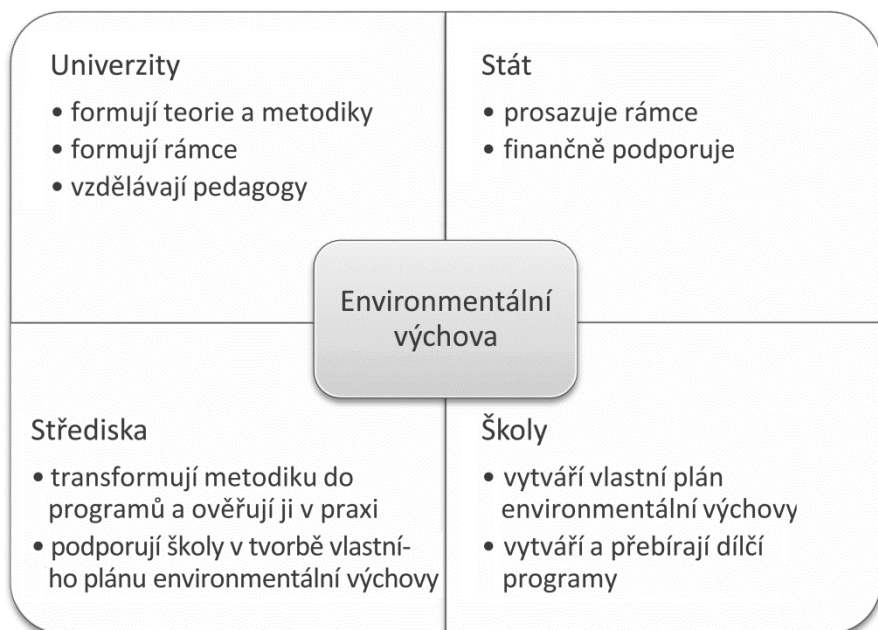 Univerzity
• formují teorie a metodiky
• formují rámce
• vzdělávají pedagogy
Stát
• prosazuje rámce
• finančně podporuje
Environmentální
výchova
Střediska
• transformují metodiku do
programů a ověřují ji v praxi
• podporují školy v tvorbě vlastní-
ho plánu environmentální výchovy
Školy
• vytváří vlastní plán
environmentální výchovy
• vytváří a přebírají dílčí
programy